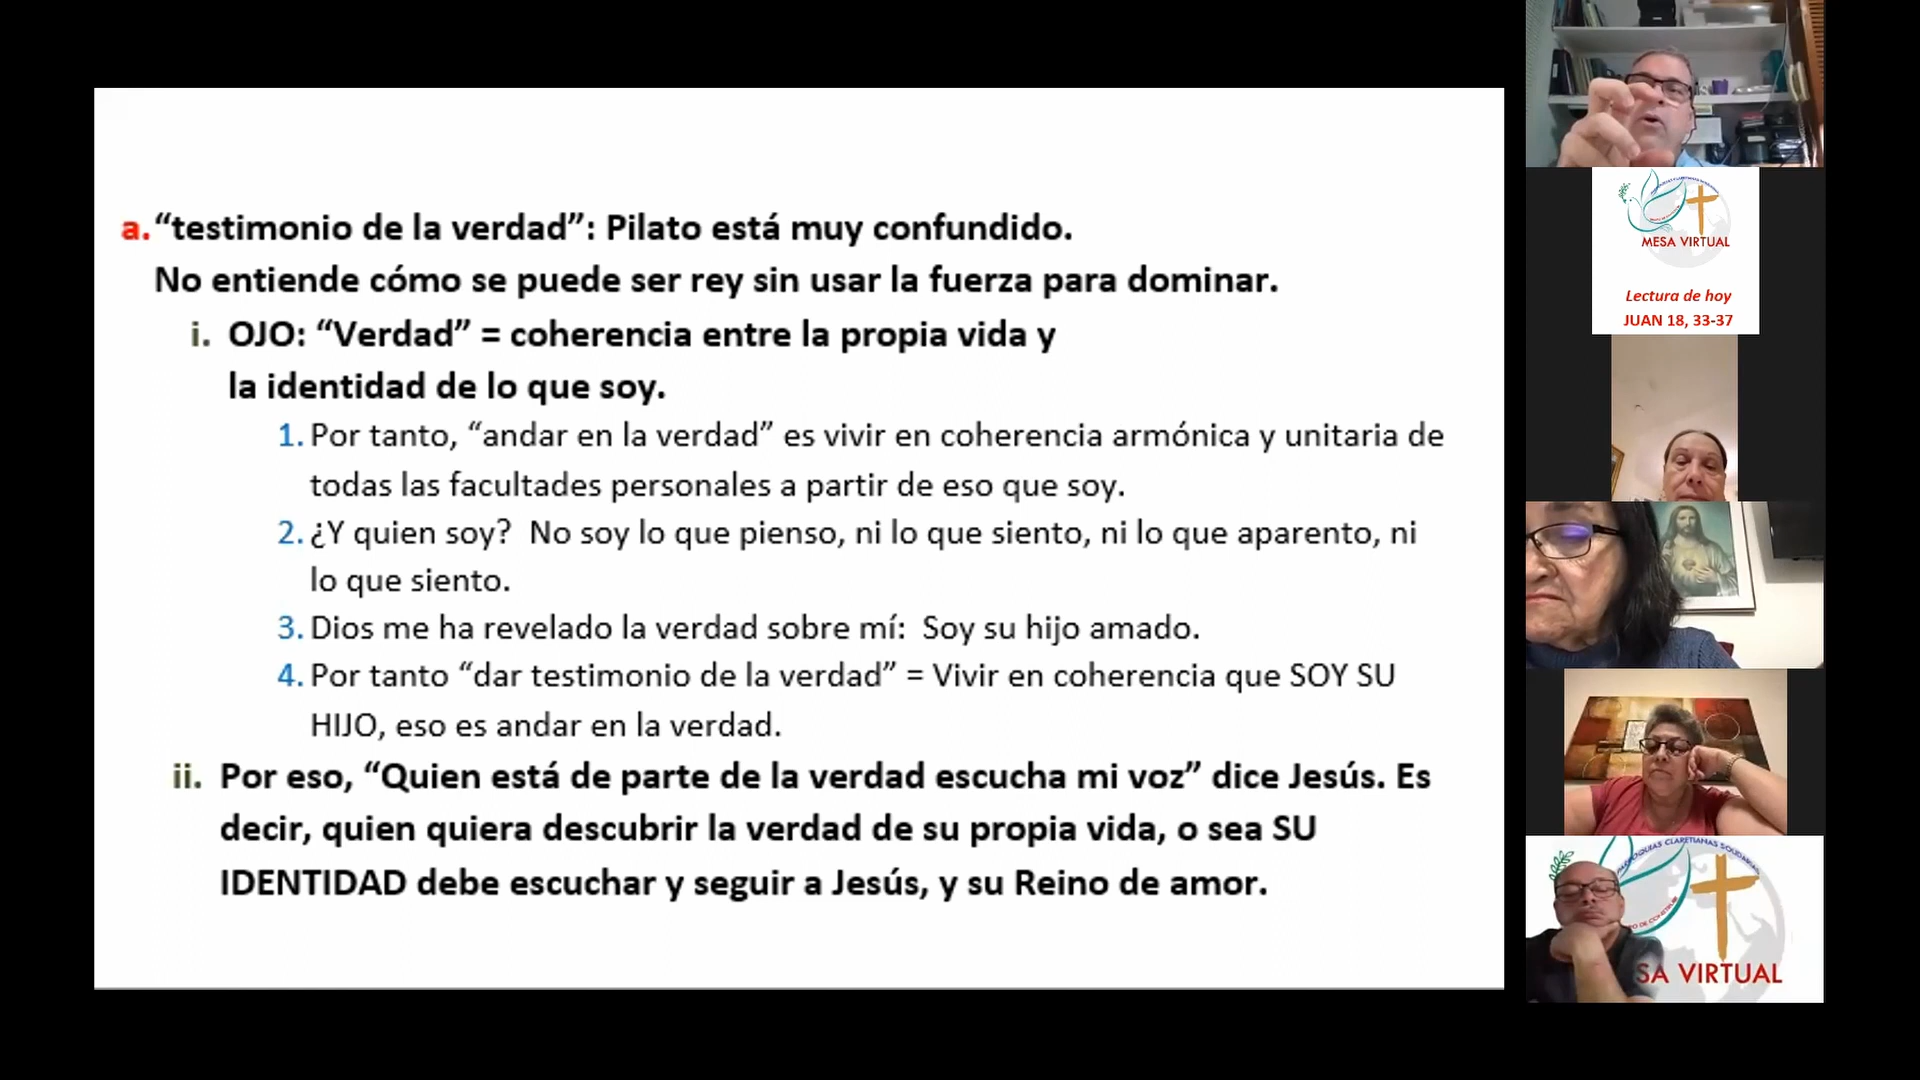 a. “testimonio de la verdad”: Pilato está muy confundido.
No entiende cómo se puede ser rey sin usar la fuerza para dominar.
i. OJO: “Verdad” = coherencia entre la propia vida y
la identidad de lo que soy.
1. Por tanto, “andar en la verdad” es vivir en coherencia armónica y unitaria de
todas las facultades personales a partir de eso que soy.
2. ¿Y quien soy? No soy lo que pienso, ni lo que siento, ni lo que aparento, ni
lo que siento.
3. Dios me ha revelado la verdad sobre mí: Soy su hijo amado.
4. Por tanto “dar testimonio de la verdad” = Vivir en coherencia que SOY SU
HIJO, eso es andar en la verdad.
ii. Por eso, “Quien está de parte de la verdad escucha mi voz” dice Jesús. Es
decir, quien quiera descubrir la verdad de su propia vida, o sea SU
IDENTIDAD debe escuchar y seguir a Jesús, y su Reino de amor.
MESA VIRTUAL
Lectura de hoy
JUAN 18, 33-37
CLARETIANAS
SA VIRTUAL